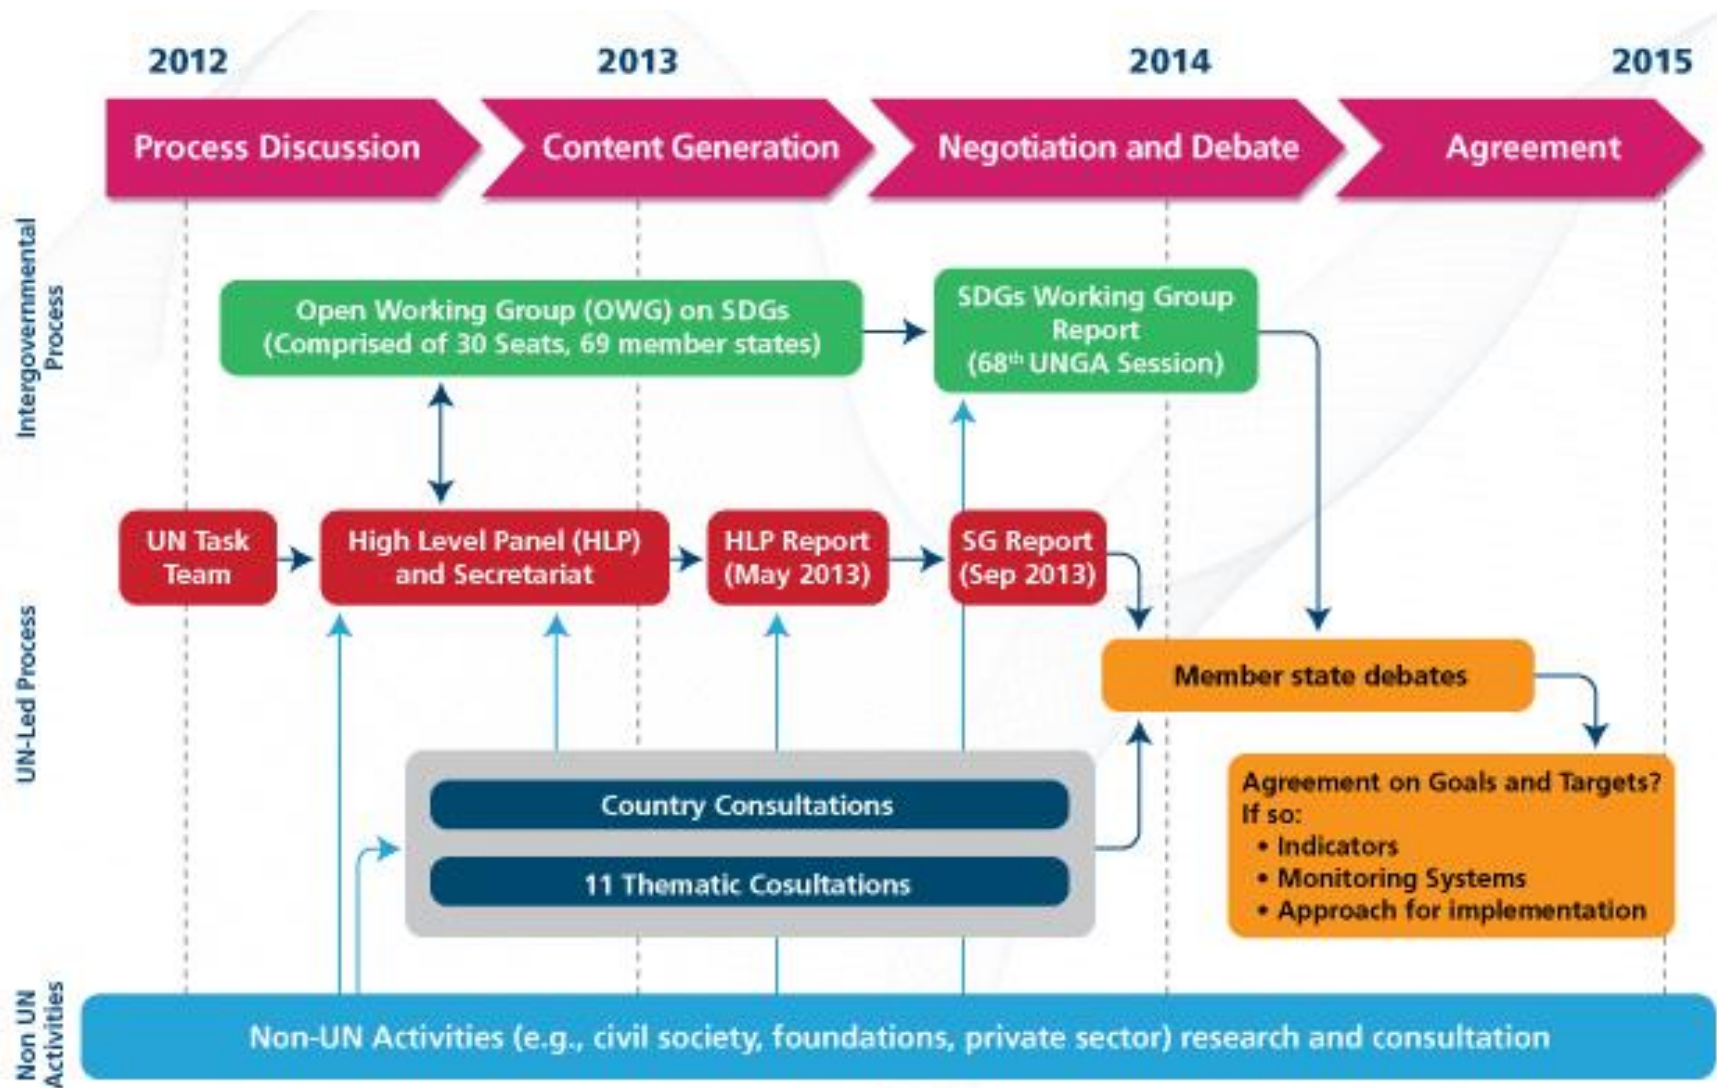 2012
2013
2014
2015
Process Discussion
Content Generation
Negotiation and Debate
Agreement
Intergovernmental
Process
Open Working Group (OWG) on SDGs
(Comprised of 30 Seats, 69 member states)
SDGs Working Group
Report
(68th UNGA Session)
UN-Led Process
UN Task
Team
High Level Panel (HLP)
and Secretariat
HLP Report
(May 2013)
SG Report
(Sep 2013)
Member state debates
Country Consultations
11 Thematic Cosultations
Agreement on Goals and Targets?
If so:
• Indicators
• Monitoring Systems
• Approach for implementation
Non UN
Activities
Non-UN Activities (e.g., civil society, foundations, private sector) research and consultation